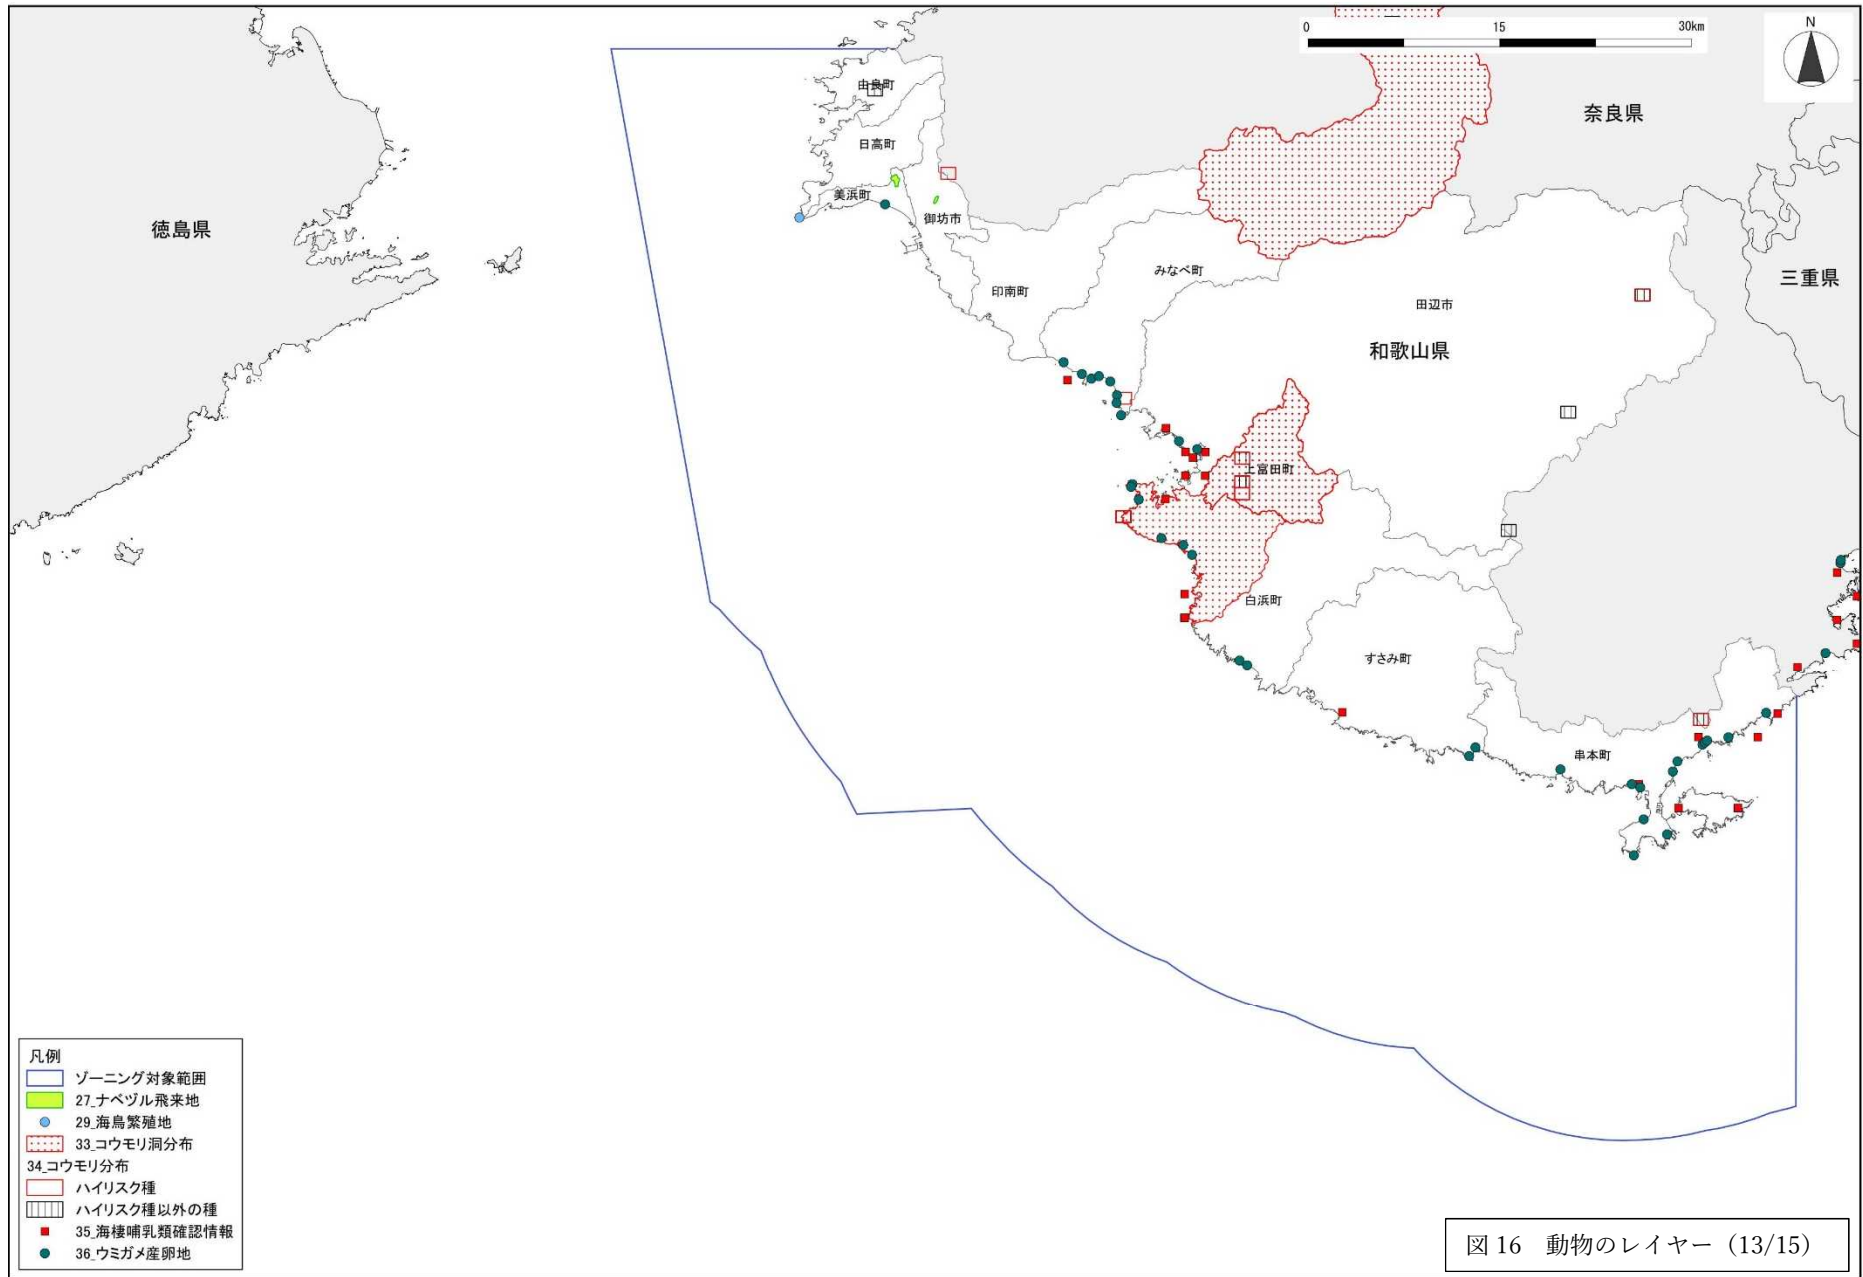 0 15 30km
N
由良町
奈良県
日高町
美浜町
御坊市
徳島県
みなべ町
三重県
印南町
田辺市
和歌山県
上富田町
白浜町
すさみ町
串本町
凡例
ゾーニング対象範囲
27_ナベヅル飛来地
29_海鳥繁殖地
33_コウモリ洞分布
34_コウモリ分布
ハイリスク種
ハイリスク種以外の種
35_海棲哺乳類確認情報
36_ウミガメ産卵地
図 16 動物のレイヤー（13/15）